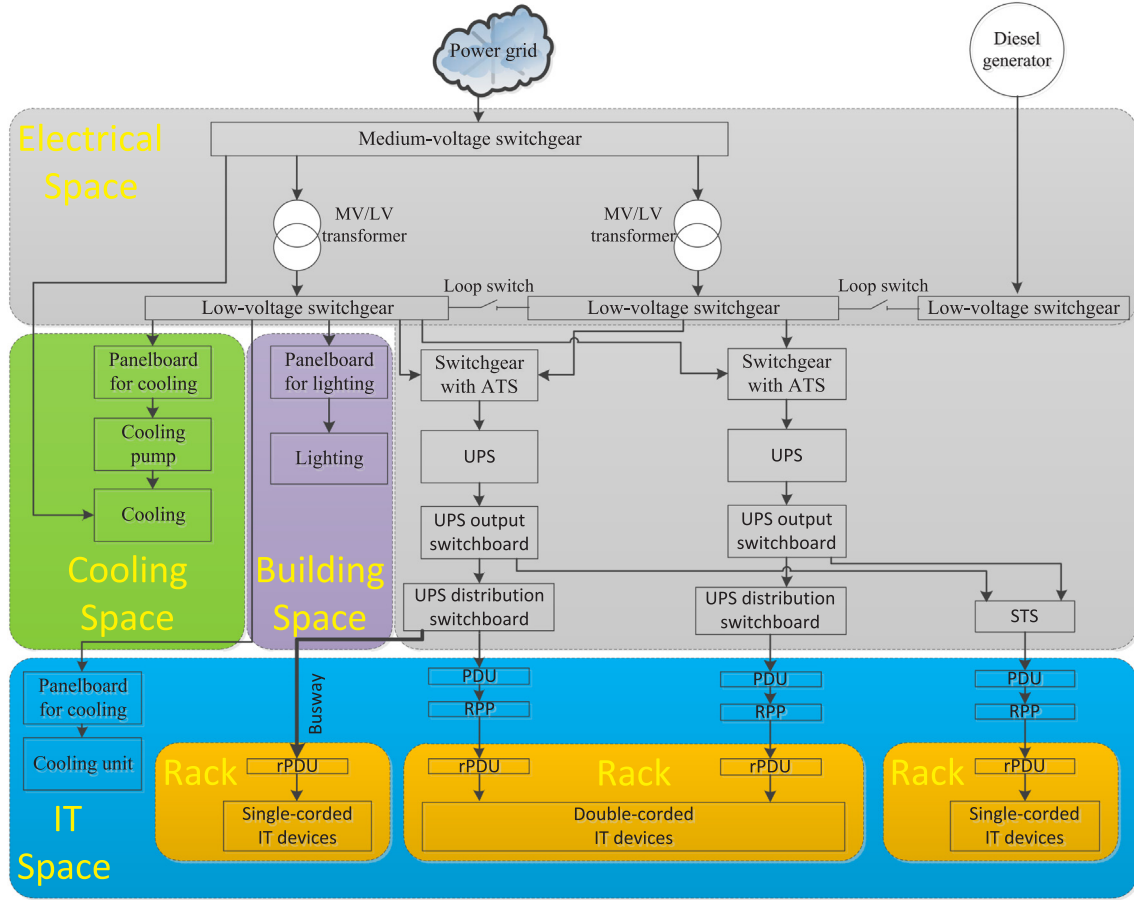 Power grid
Diesel
generator
Electrical
Space
Medium-voltage switchgear
MV/LV
transformer
MV/LV
transformer
Loop switch
Loop switch
Low-voltage switchgear
Low-voltage switchgear
Low-voltage switchgear
Panelboard
for cooling
Panelboard
for lighting
Switchgear
with ATS
Switchgear
with ATS
Cooling
pump
Lighting
UPS
UPS
Cooling
UPS output
switchboard
UPS output
switchboard
Cooling
Space
Building
Space
UPS distribution
switchboard
UPS distribution
switchboard
STS
Panelboard
for cooling
Busway
PDU
PDU
PDU
RPP
RPP
RPP
Cooling unit
Rack
rPDU
rPDU
Rack
rPDU
Rack
rPDU
IT
Space
Single-corded
IT devices
Double-corded
IT devices
Single-corded
IT devices